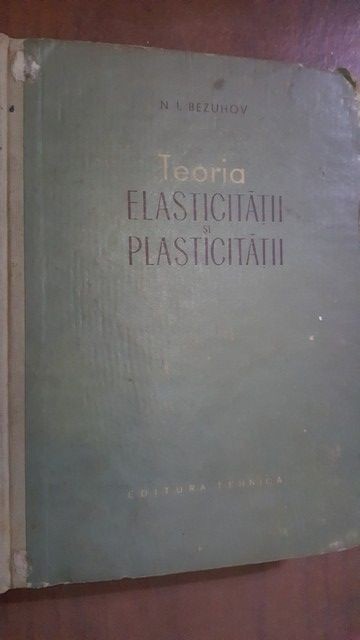 N. I. BEZUHOV
Teoria
ELASTICITĂȚII
ȘI
PLASTICITĂȚII
EDITURA TEHNICĂ